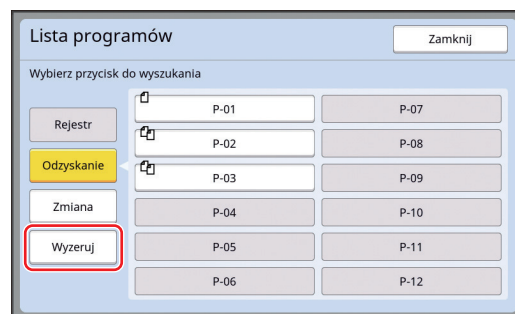 Lista programów
Zamknij
Wybierz przycisk do wyszukania
Rejestr
Odzyskanie
Zmiana
Wyzeruj
P-01
P-02
P-03
P-04
P-05
P-06
P-07
P-08
P-09
P-10
P-11
P-12